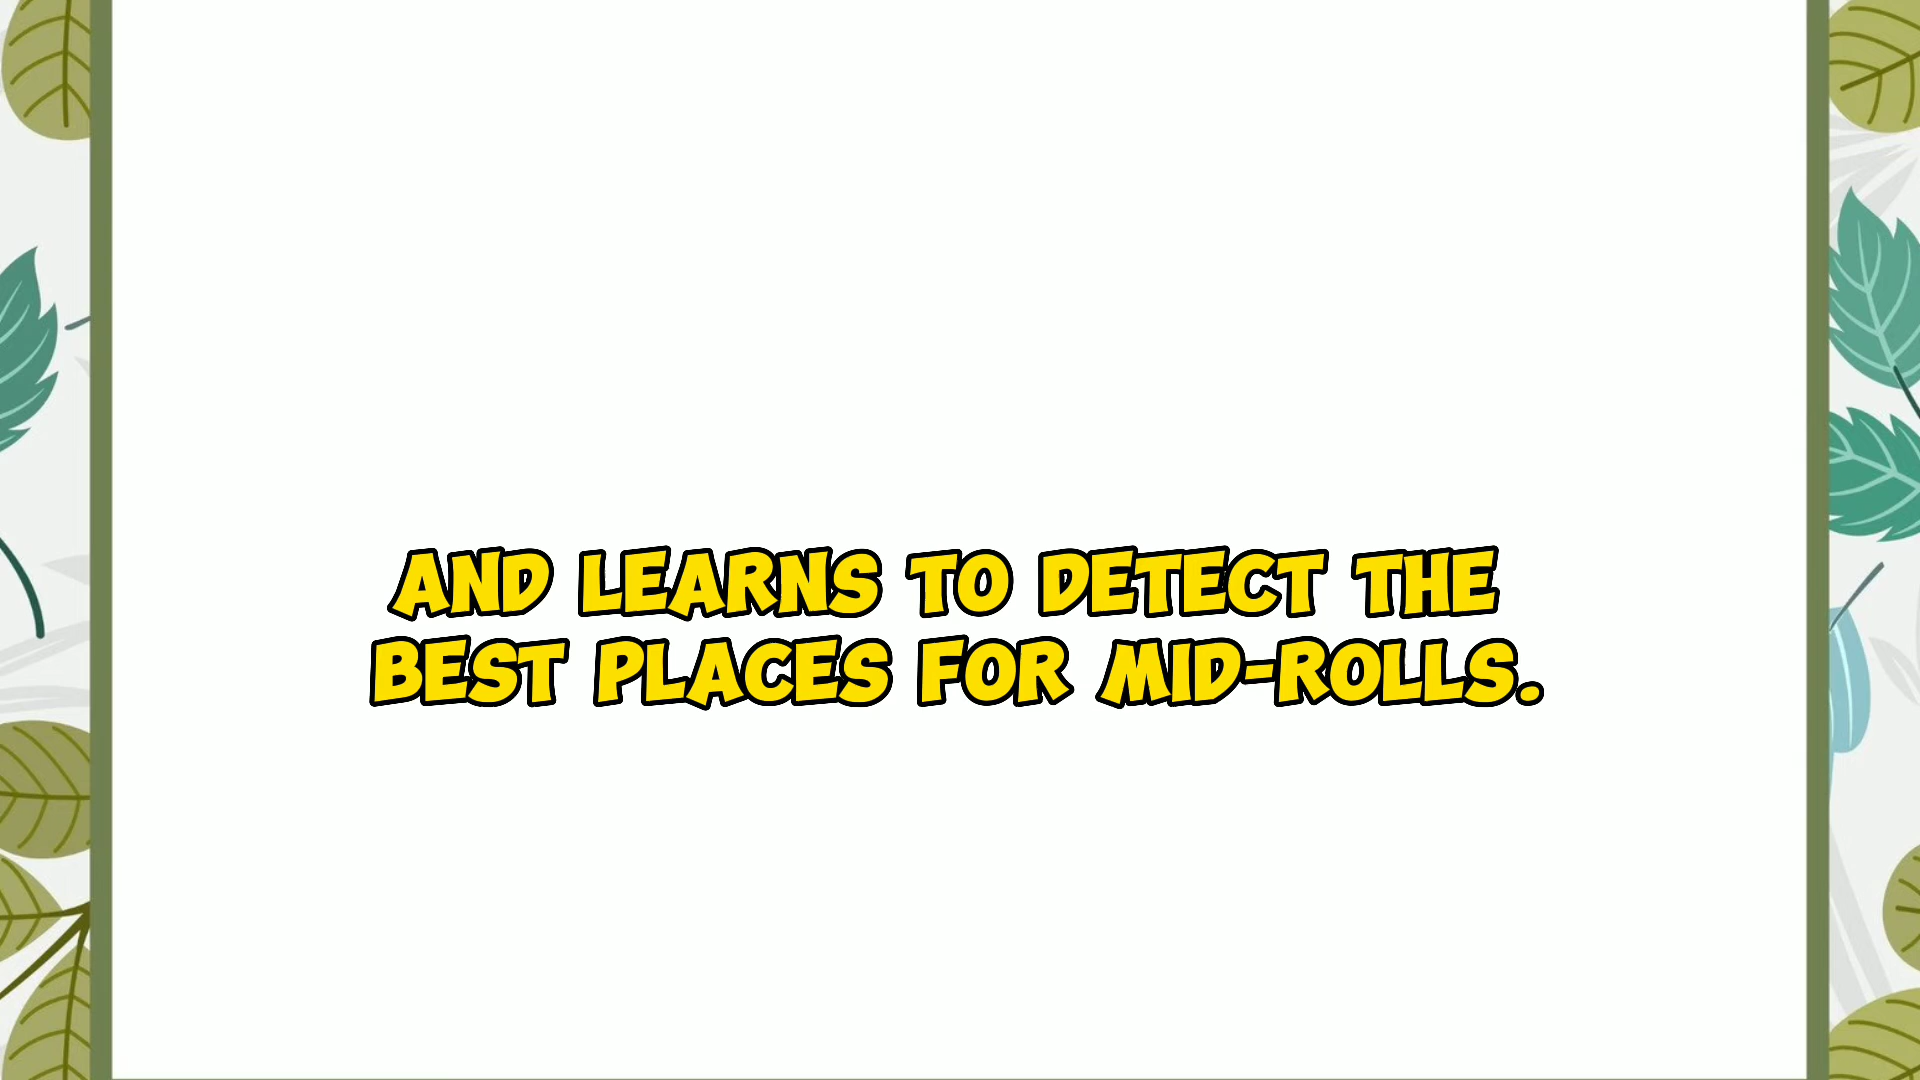 AND LEARNS TO DETECT THE
BEST PLACES FOR MID-ROLLS.